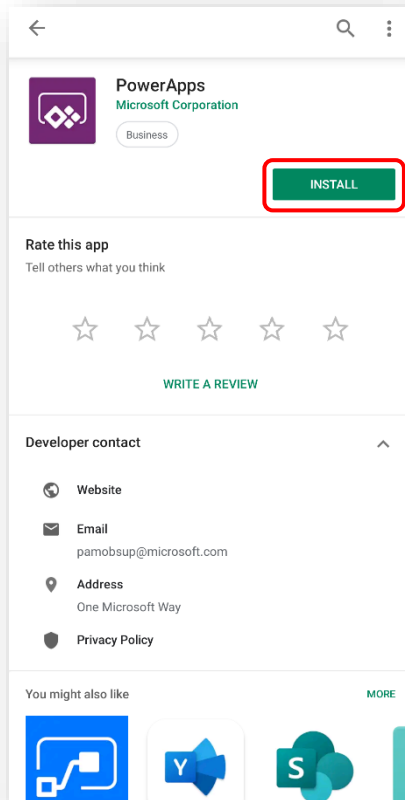 PowerApps
Microsoft Corporation
Business
INSTALL
Rate this app
Tell others what you think
WRITE A REVIEW
Developer contact
Website
Email
pamobsup@microsoft.com
Address
One Microsoft Way
Privacy Policy
You might also like
MORE
Y
S